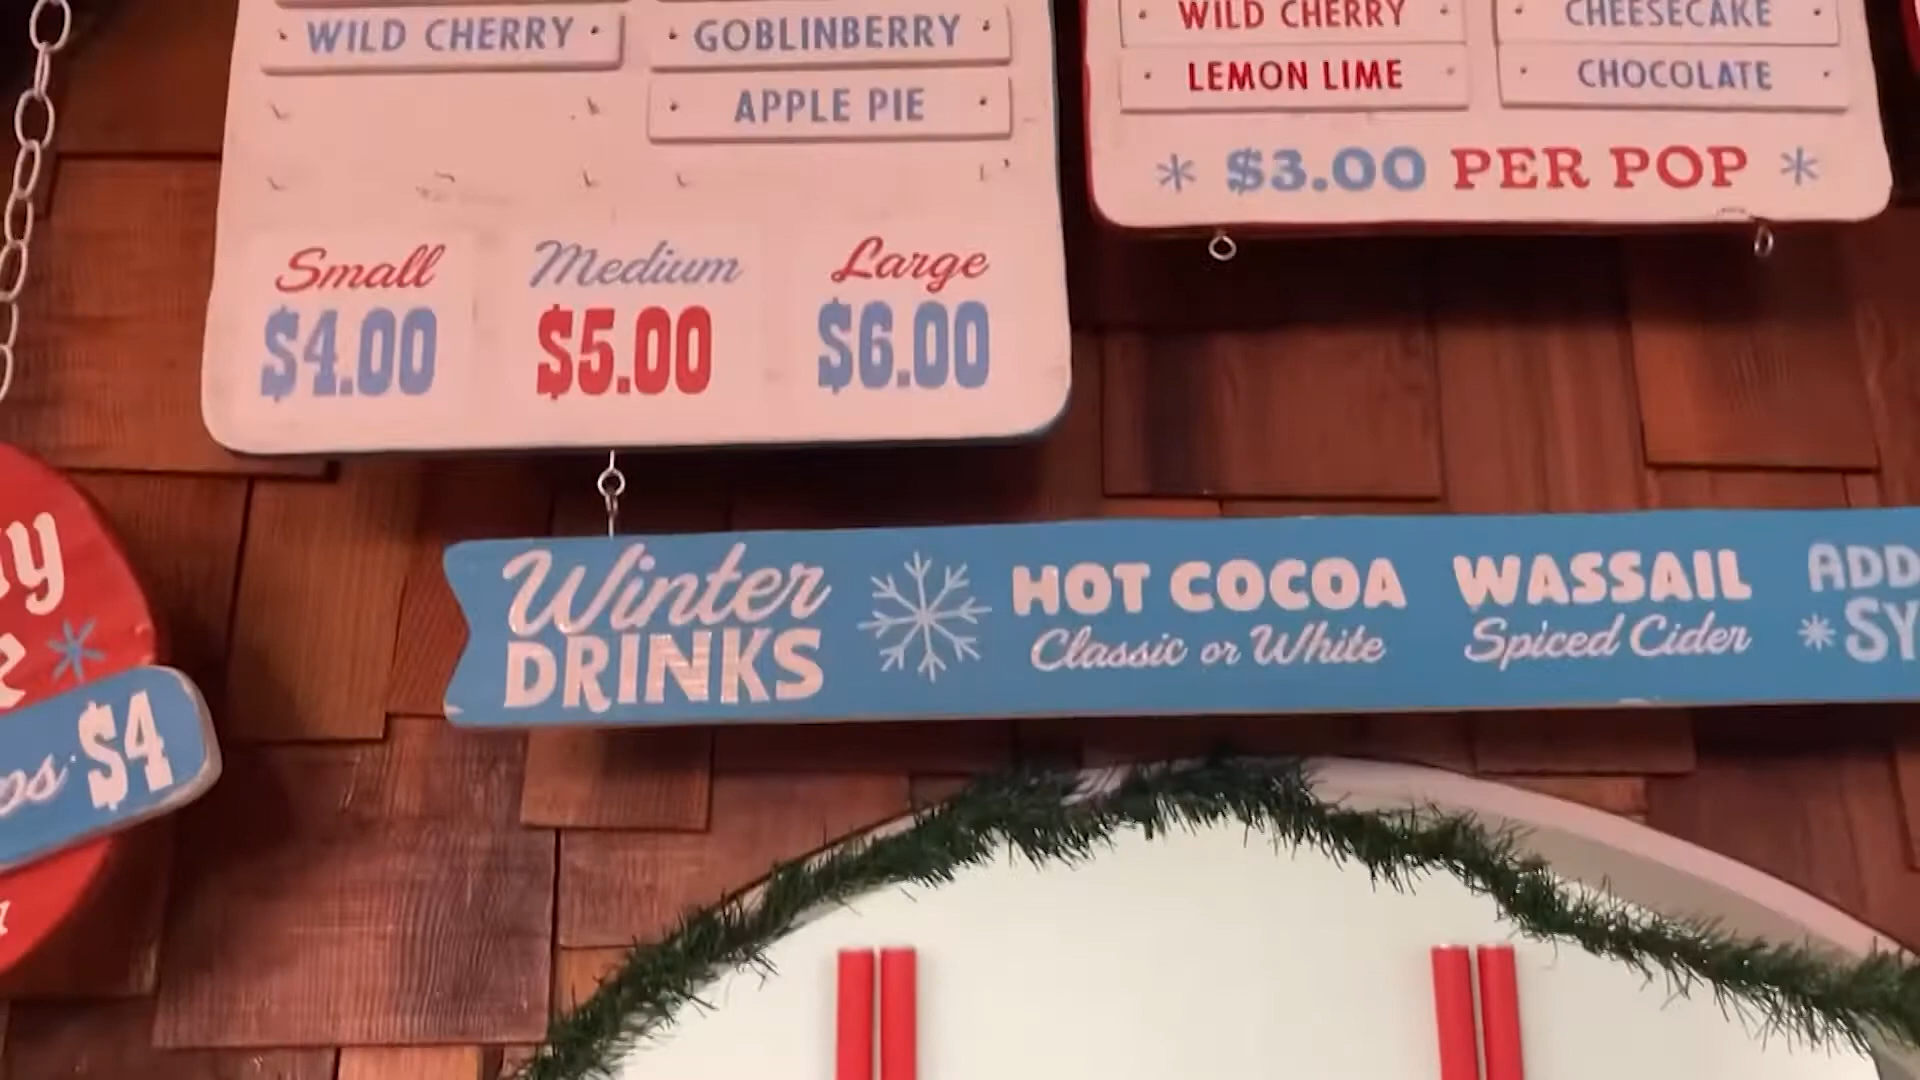 WILD CHERRY
GOBLINBERRY
APPLE PIE
Small
Medium
Large
$4.00
$5.00
$6.00
WILD CHERRY
CHEESECAKE
LEMON LIME
CHOCOLATE
$3.00 PER POP
Winter
DRINKS
HOT COCOA
Classic or White
WASSAIL
Spiced Cider
ADD
$4